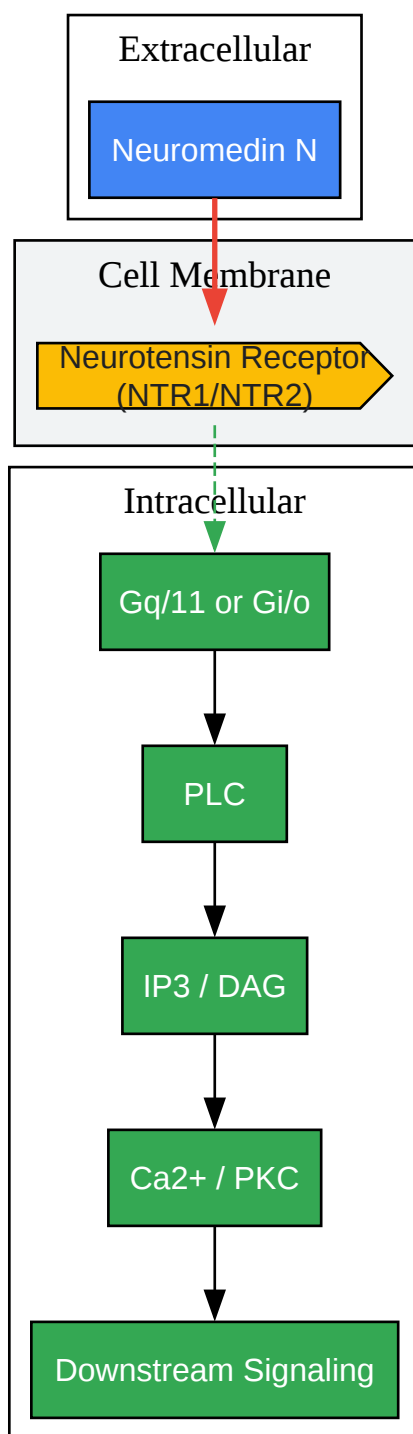 Extracellular
Neuromedin N
Cell Membrane
Neurotensin Receptor
(NTR1/NTR2)
Intracellular
Gq/11 or Gi/o
PLC
IP3 / DAG
Ca2+ / PKC
Downstream Signaling